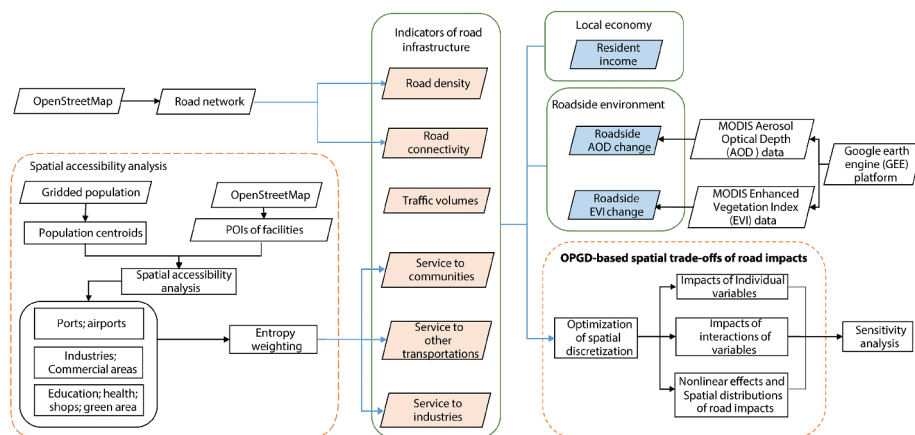 OpenStreetMap
Road network
Spatial accessibility analysis
Gridded population
OpenStreetMap
Population centroids
POIs of facilities
Spatial accessibility
analysis
Ports; airports
Industries;
Commercial areas
Education; health;
shops; green area
Entropy
weighting
Indicators of road
infrastructure
Road density
Road
connectivity
Traffic volumes
Service to
communities
Service to
other
transportations
Service to
industries
Local economy
Resident
income
Roadside environment
Roadside
AOD change
MODIS Aerosol
Optical Depth
(AOD ) data
Google earth
engine (GEE)
platform
Roadside
EVI change
MODIS Enhanced
Vegetation Index
(EVI) data
OPGD-based spatial trade-offs of road impacts
Optimization
of spatial
discretization
Impacts of Individual
variables
Impacts of
interactions of
variables
Nonlinear effects and
Spatial distributions
of road impacts
Sensitivity
analysis